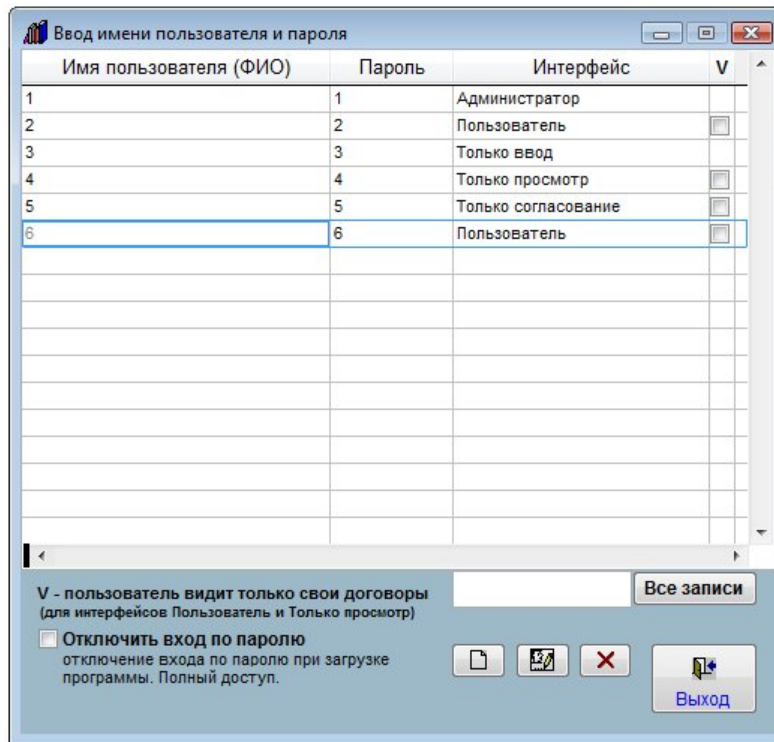 Ввод имени пользователя и пароля
Имя пользователя (ФИО) Пароль Интерфейс V
1 1 Администратор
2 2 Пользователь
3 3 Только ввод
4 4 Только просмотр
5 5 Только согласование
6 6 Пользователь
V - пользователь видит только свои договоры
(для интерфейсов Пользователь и Только просмотр)
Все записи
Отключить вход по паролю
отключение входа по паролю при загрузке
программы. Полный доступ.
Выход